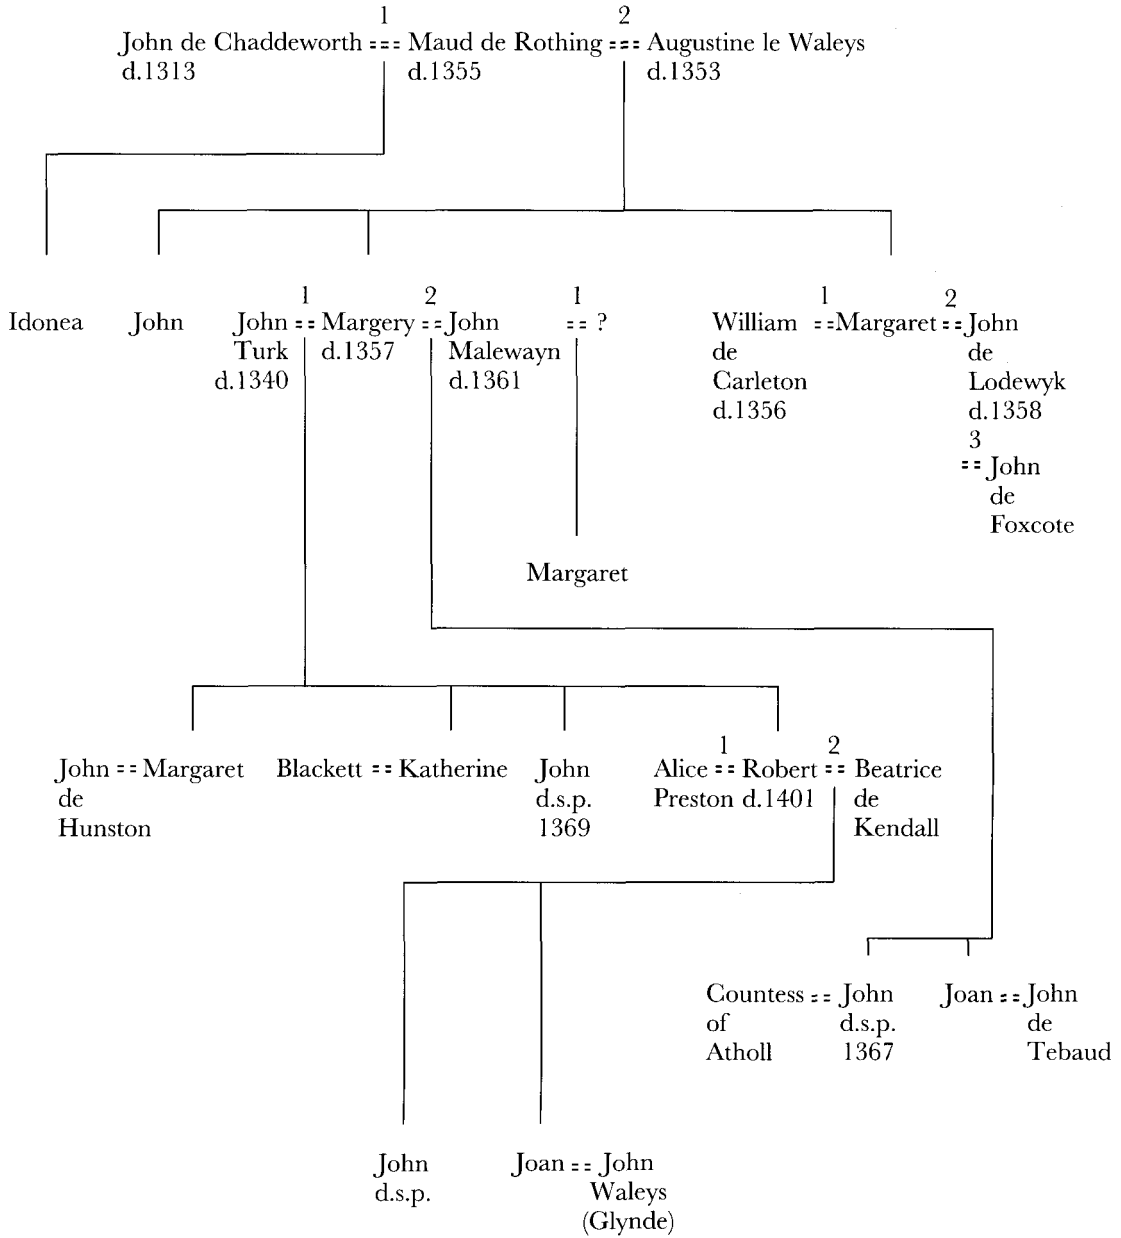 1 2
John de Chaddeworth === Maud de Rothing === Augustine le Waleys
d.1313 d.1355 d.1353
1 2 1 1 2
Idonea John John == Margery == John == ? William ==Margaret==John
Turk d.1357 Malewayn de de
d.1340 d.1361 Carleton Lodewyk
d.1356 d.1358
3
== John
de
Foxcote
Margaret
1 2
John == Margaret Blackett == Katherine John Alice == Robert == Beatrice
de d.s.p. Preston d.1401 de
Hunston 1369 Kendall
Countess == John Joan == John
of d.s.p. de
Atholl 1367 Tebaud
John Joan == John
d.s.p. Waleys
(Glynde)